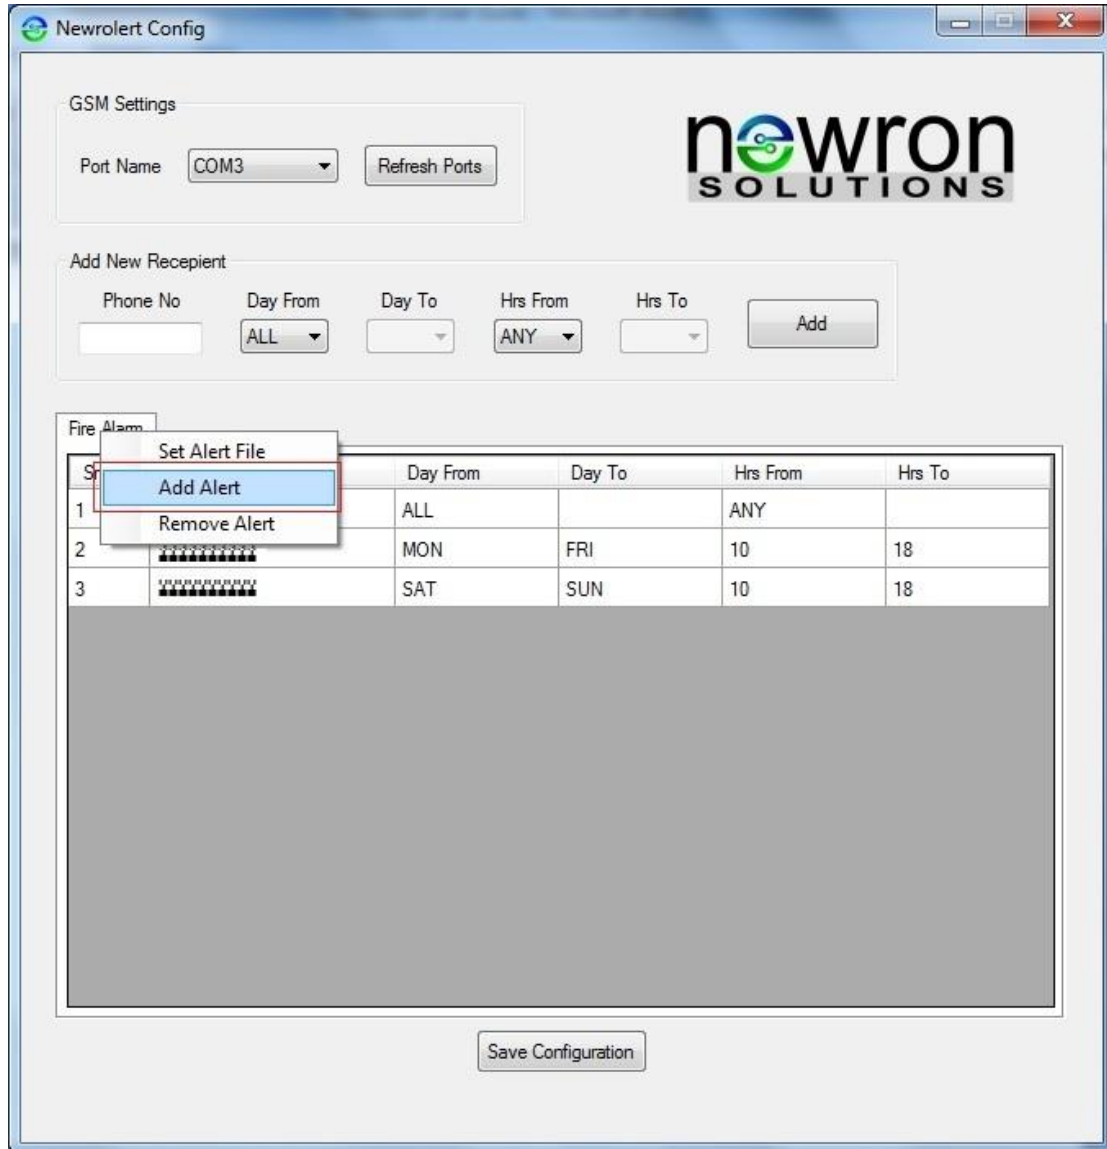 Newrolert Config
GSM Settings
Port Name COM3 Refresh Ports
newron
SOLUTIONS
Add New Recepient
Phone No Day From Day To Hrs From Hrs To
ALL ANY Add
Fire Alarm
Set Alert File
Day From Day To Hrs From Hrs To
Add Alert
1 ALL ANY
Remove Alert
2 MON FRI 10 18
3 SAT SUN 10 18
Save Configuration